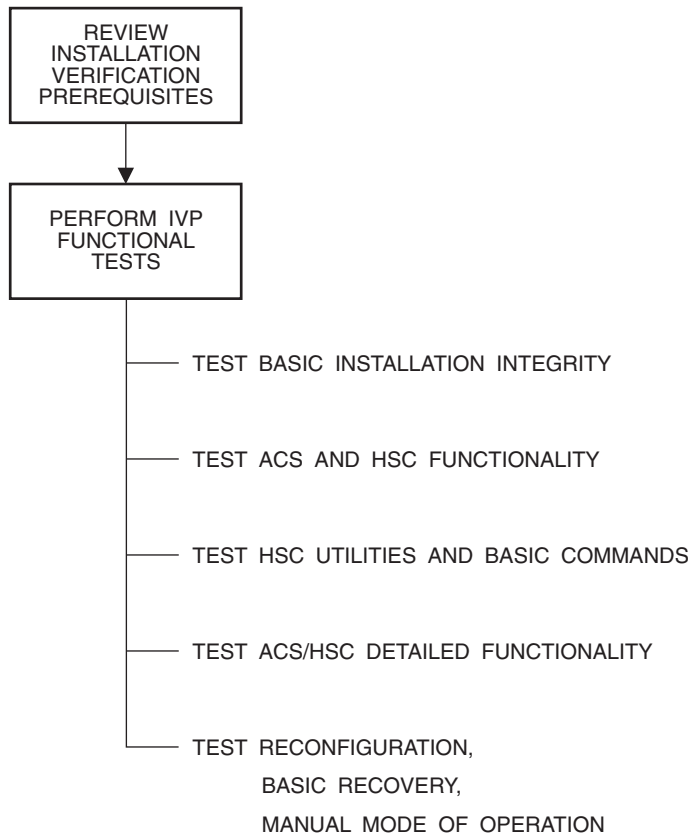 REVIEW
INSTALLATION
VERIFICATION
PREREQUISITES
PERFORM IVP
FUNCTIONAL
TESTS
TEST BASIC INSTALLATION INTEGRITY
TEST ACS AND HSC FUNCTIONALITY
TEST HSC UTILITIES AND BASIC COMMANDS
TEST ACS/HSC DETAILED FUNCTIONALITY
TEST RECONFIGURATION,
BASIC RECOVERY,
MANUAL MODE OF OPERATION